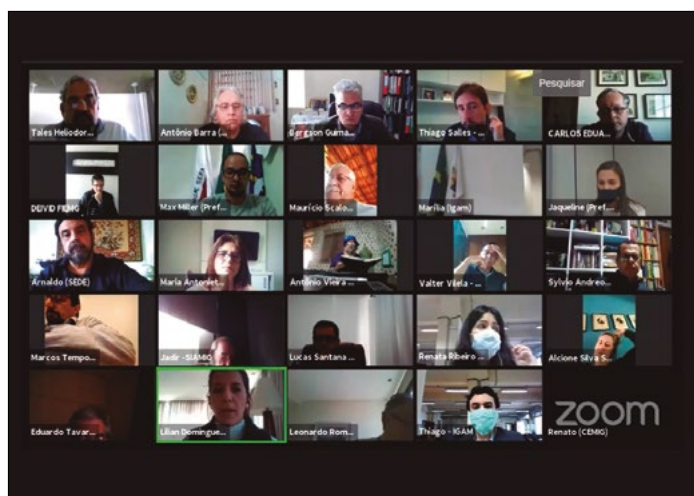 Pesquisar
Tales Heliodor...
Antônio Barra (...
Bergson Guima...
Thiago Salles - ...
CARLOS EDUA...
DEIVID FIEMG
Max Miller (Pref...
Maurício Scalo...
Marília (Igam)
Jaqueline (Pref...
Arnaldo (SEDE)
Maria Antoniet...
Antônio Vieira ...
Valter Vilela - ...
Sylvio Andreo...
Marcos Tempo...
Jadir - SIAMIG
Lucas Santana ...
Renata Ribeiro ...
Alcione Silva S...
Eduardo Tavar...
Lilian Domingue...
Leonardo Rom...
Thiago - IGAM
zoom
Renato (CEMIG)